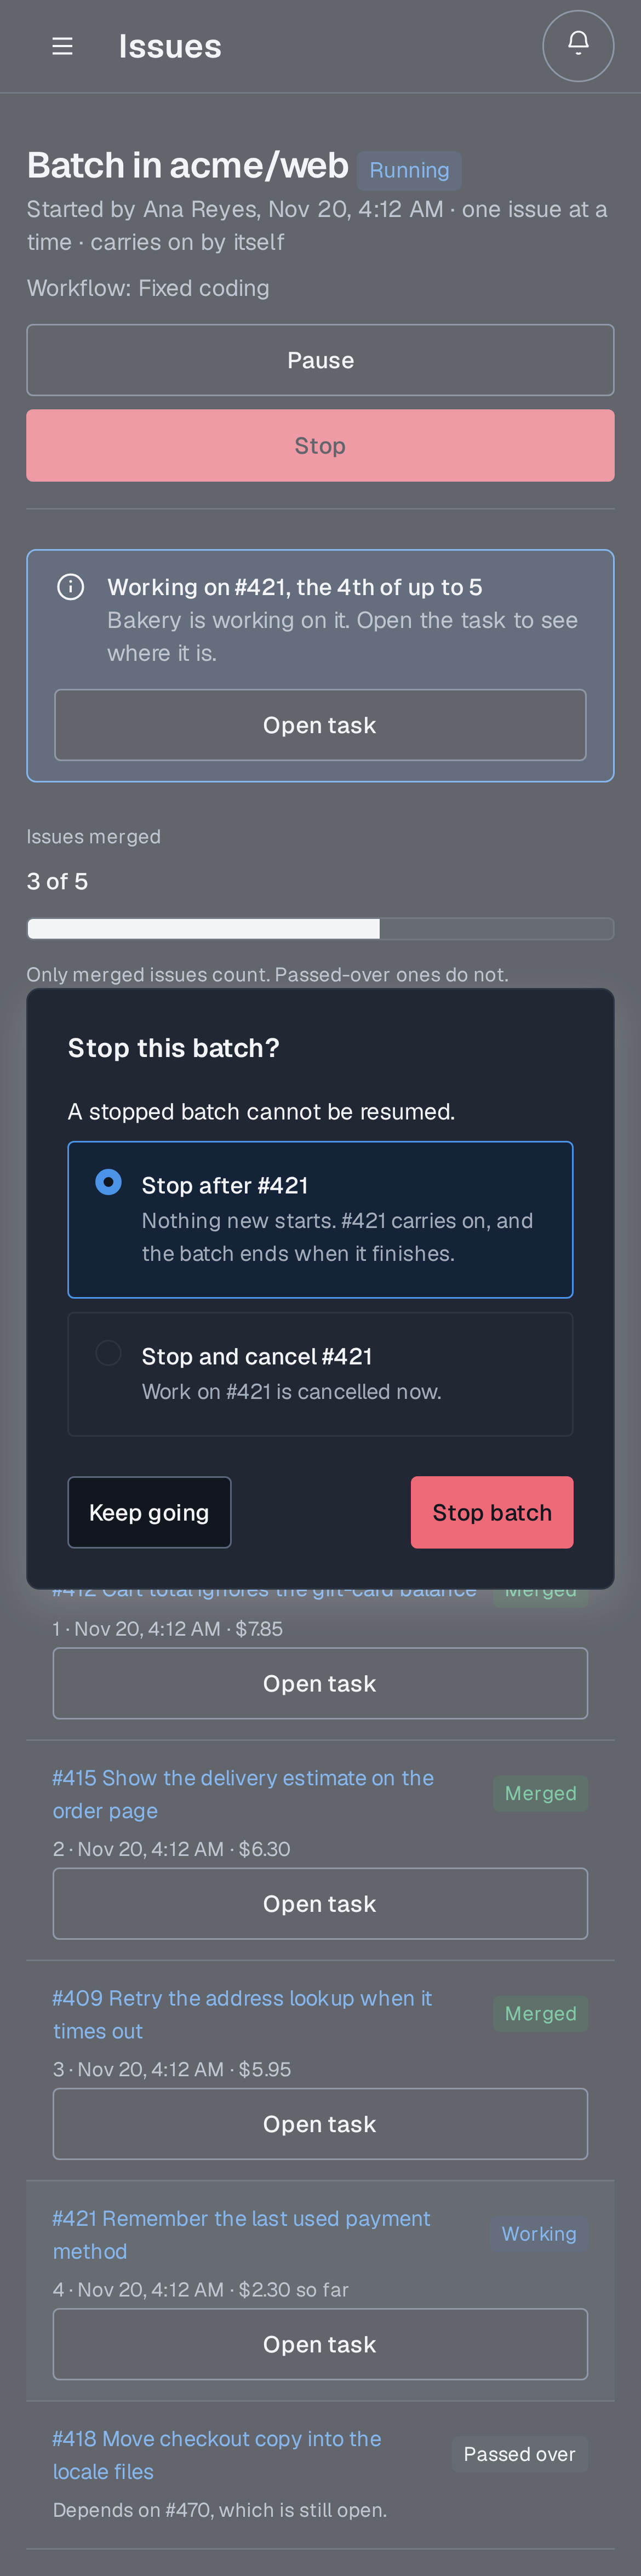 Issues
Batch in acme/web Running
Started by Ana Reyes, Nov 20, 4:12 AM · one issue at a
time · carries on by itself
Workflow: Fixed coding
Pause
Stop
Working on #421, the 4th of up to 5
Bakery is working on it. Open the task to see
where it is.
Open task
Issues merged
3 of 5
Only merged issues count. Passed-over ones do not.
Stop this batch?
A stopped batch cannot be resumed.
Stop after #421
Nothing new starts. #421 carries on, and
the batch ends when it finishes.
Stop and cancel #421
Work on #421 is cancelled now.
Keep going
Stop batch
#412 Cart total ignores the gift-card balance Merged
1 · Nov 20, 4:12 AM · $7.85
Open task
#415 Show the delivery estimate on the
order page
Merged
2 · Nov 20, 4:12 AM · $6.30
Open task
#409 Retry the address lookup when it
times out
Merged
3 · Nov 20, 4:12 AM · $5.95
Open task
#421 Remember the last used payment
method
Working
4 · Nov 20, 4:12 AM · $2.30 so far
Open task
#418 Move checkout copy into the
locale files
Passed over
Depends on #470, which is still open.